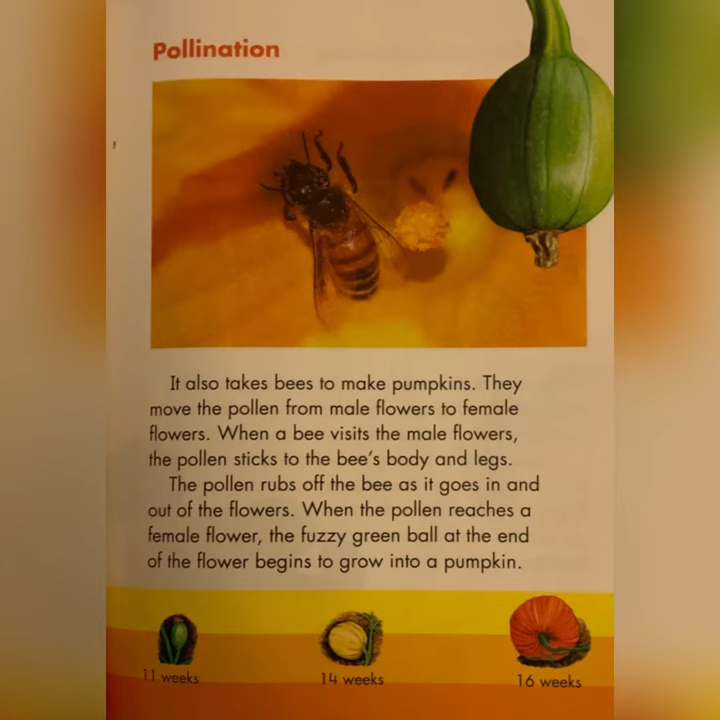 Pollination
It also takes bees to make pumpkins. They
move the pollen from male flowers to female
flowers. When a bee visits the male flowers,
the pollen sticks to the bee's body and legs.
The pollen rubs off the bee as it goes in and
out of the flowers. When the pollen reaches a
female flower, the fuzzy green ball at the end
of the flower begins to grow into a pumpkin.
11 weeks
14 weeks
16 weeks